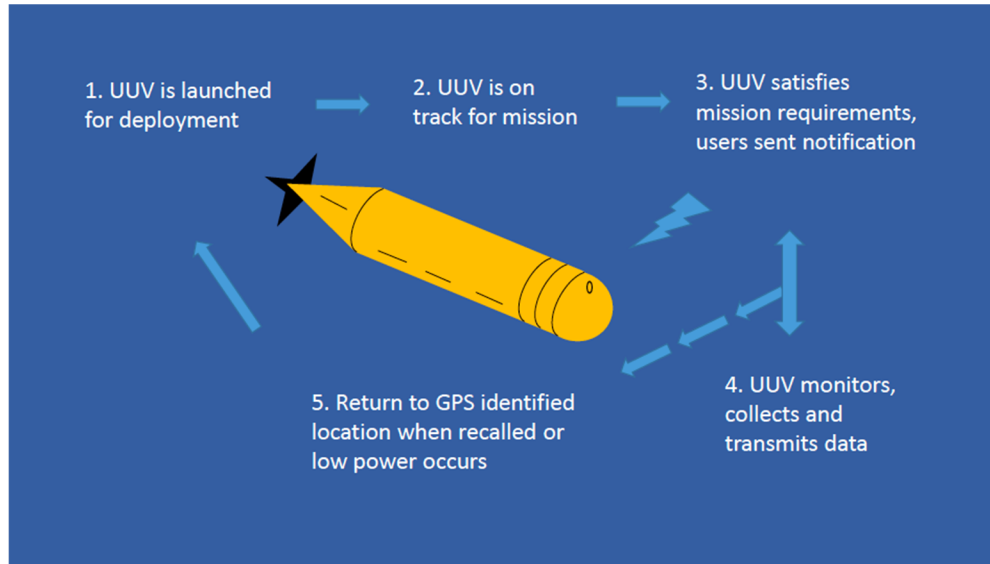 1. UUV is launched
for deployment
2. UUV is on
track for mission
3. UUV satisfies
mission requirements,
users sent notification
4. UUV monitors,
collects and
transmits data
5. Return to GPS identified
location when recalled or
low power occurs